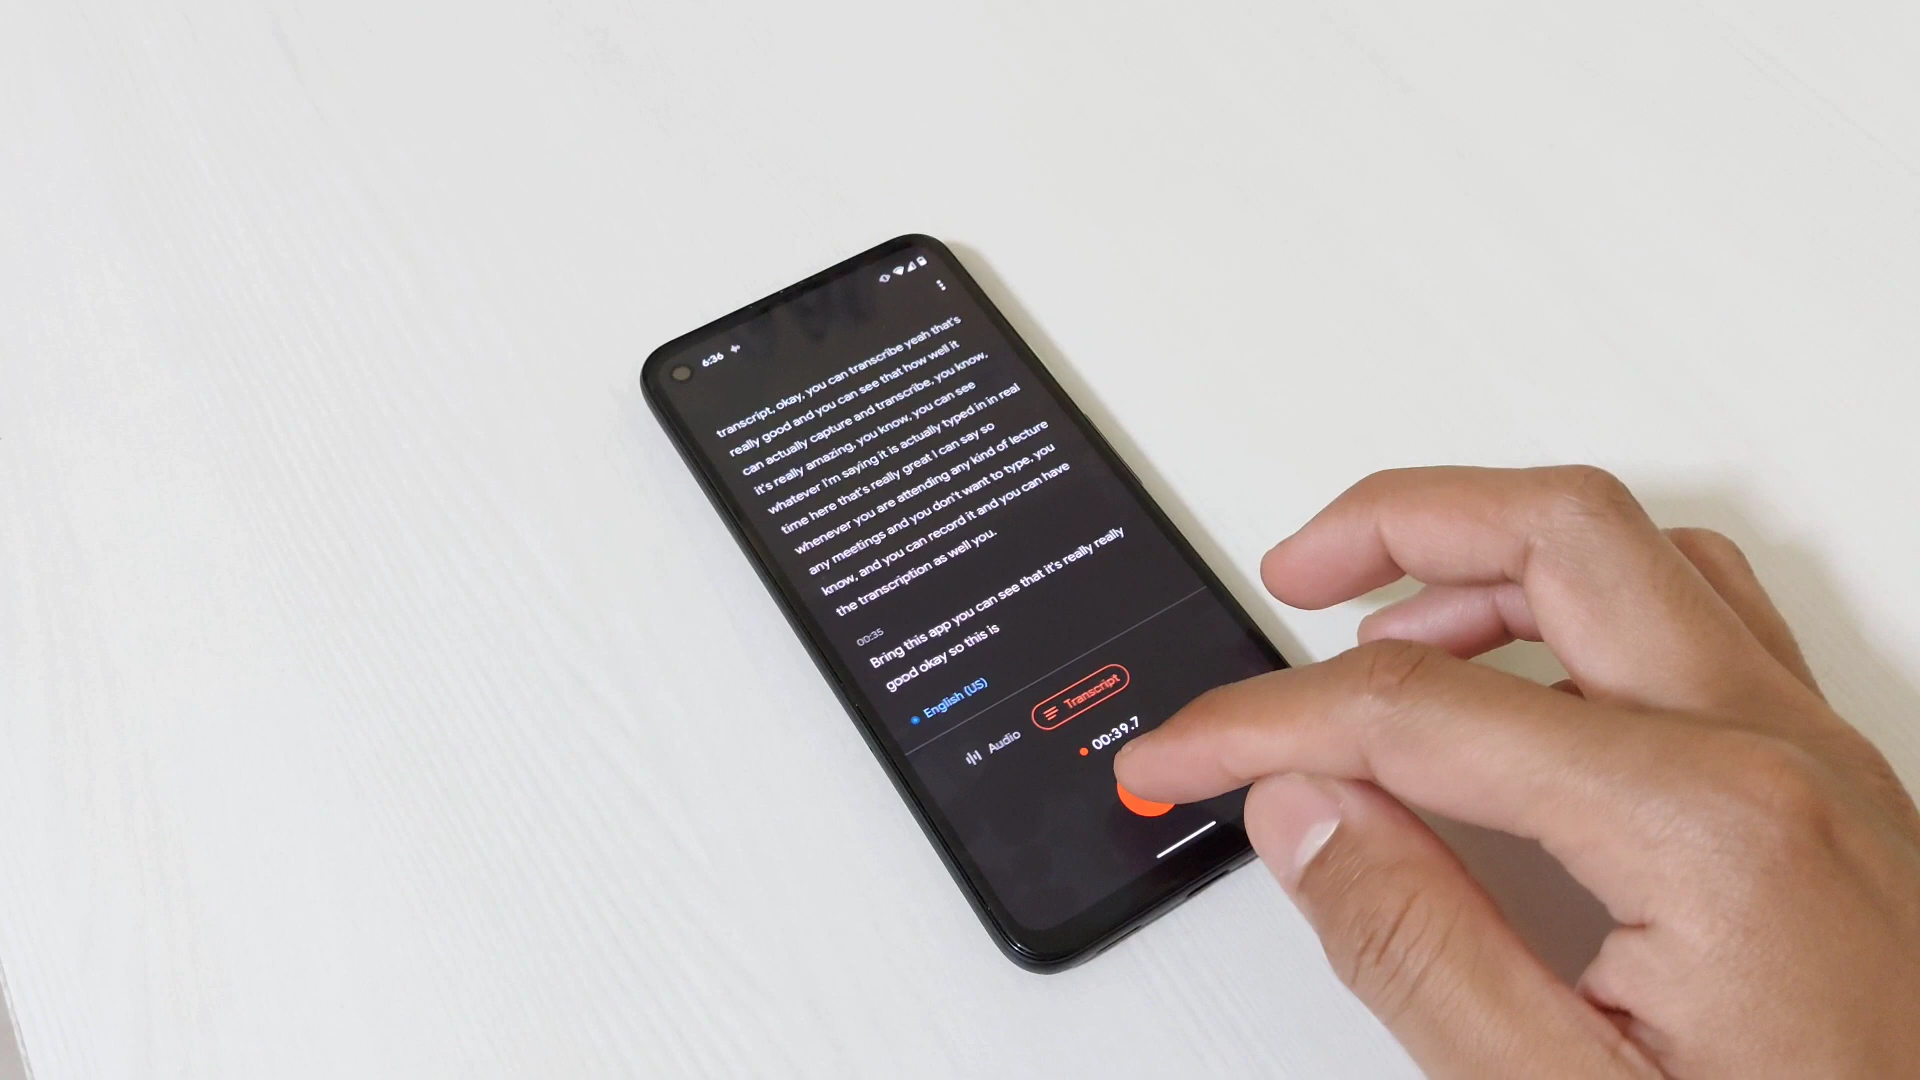 6:36
transcript, okay, you can transcribe yeah that's
really good and you can see that how well it
can actually capture and transcribe, you know,
it's really amazing, you know, you can see
whatever I'm saying it is actually typed in in real
time here that's really great I can say so
whenever you are attending any kind of lecture
any meetings and you don't want to type, you
know, and you can record it and you can have
the transcription as well you.
00:35
Bring this app you can see that it's really really
good okay so this is
English (US)
Audio
Transcript
00:39.7